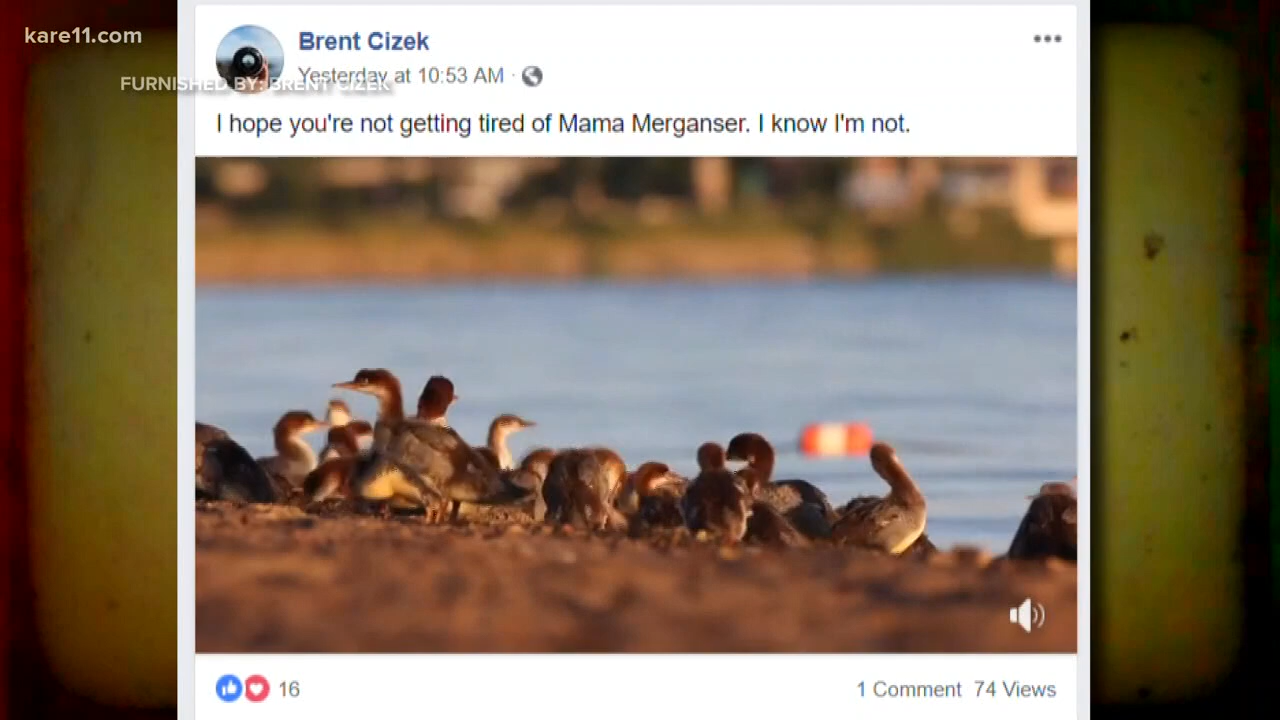 kare11.com
Brent Cizek
Yesterday at 10:53 AM ·
FURNISHED BY: BRENT CIZEK
I hope you're not getting tired of Mama Merganser. I know I'm not.
16
1 Comment 74 Views